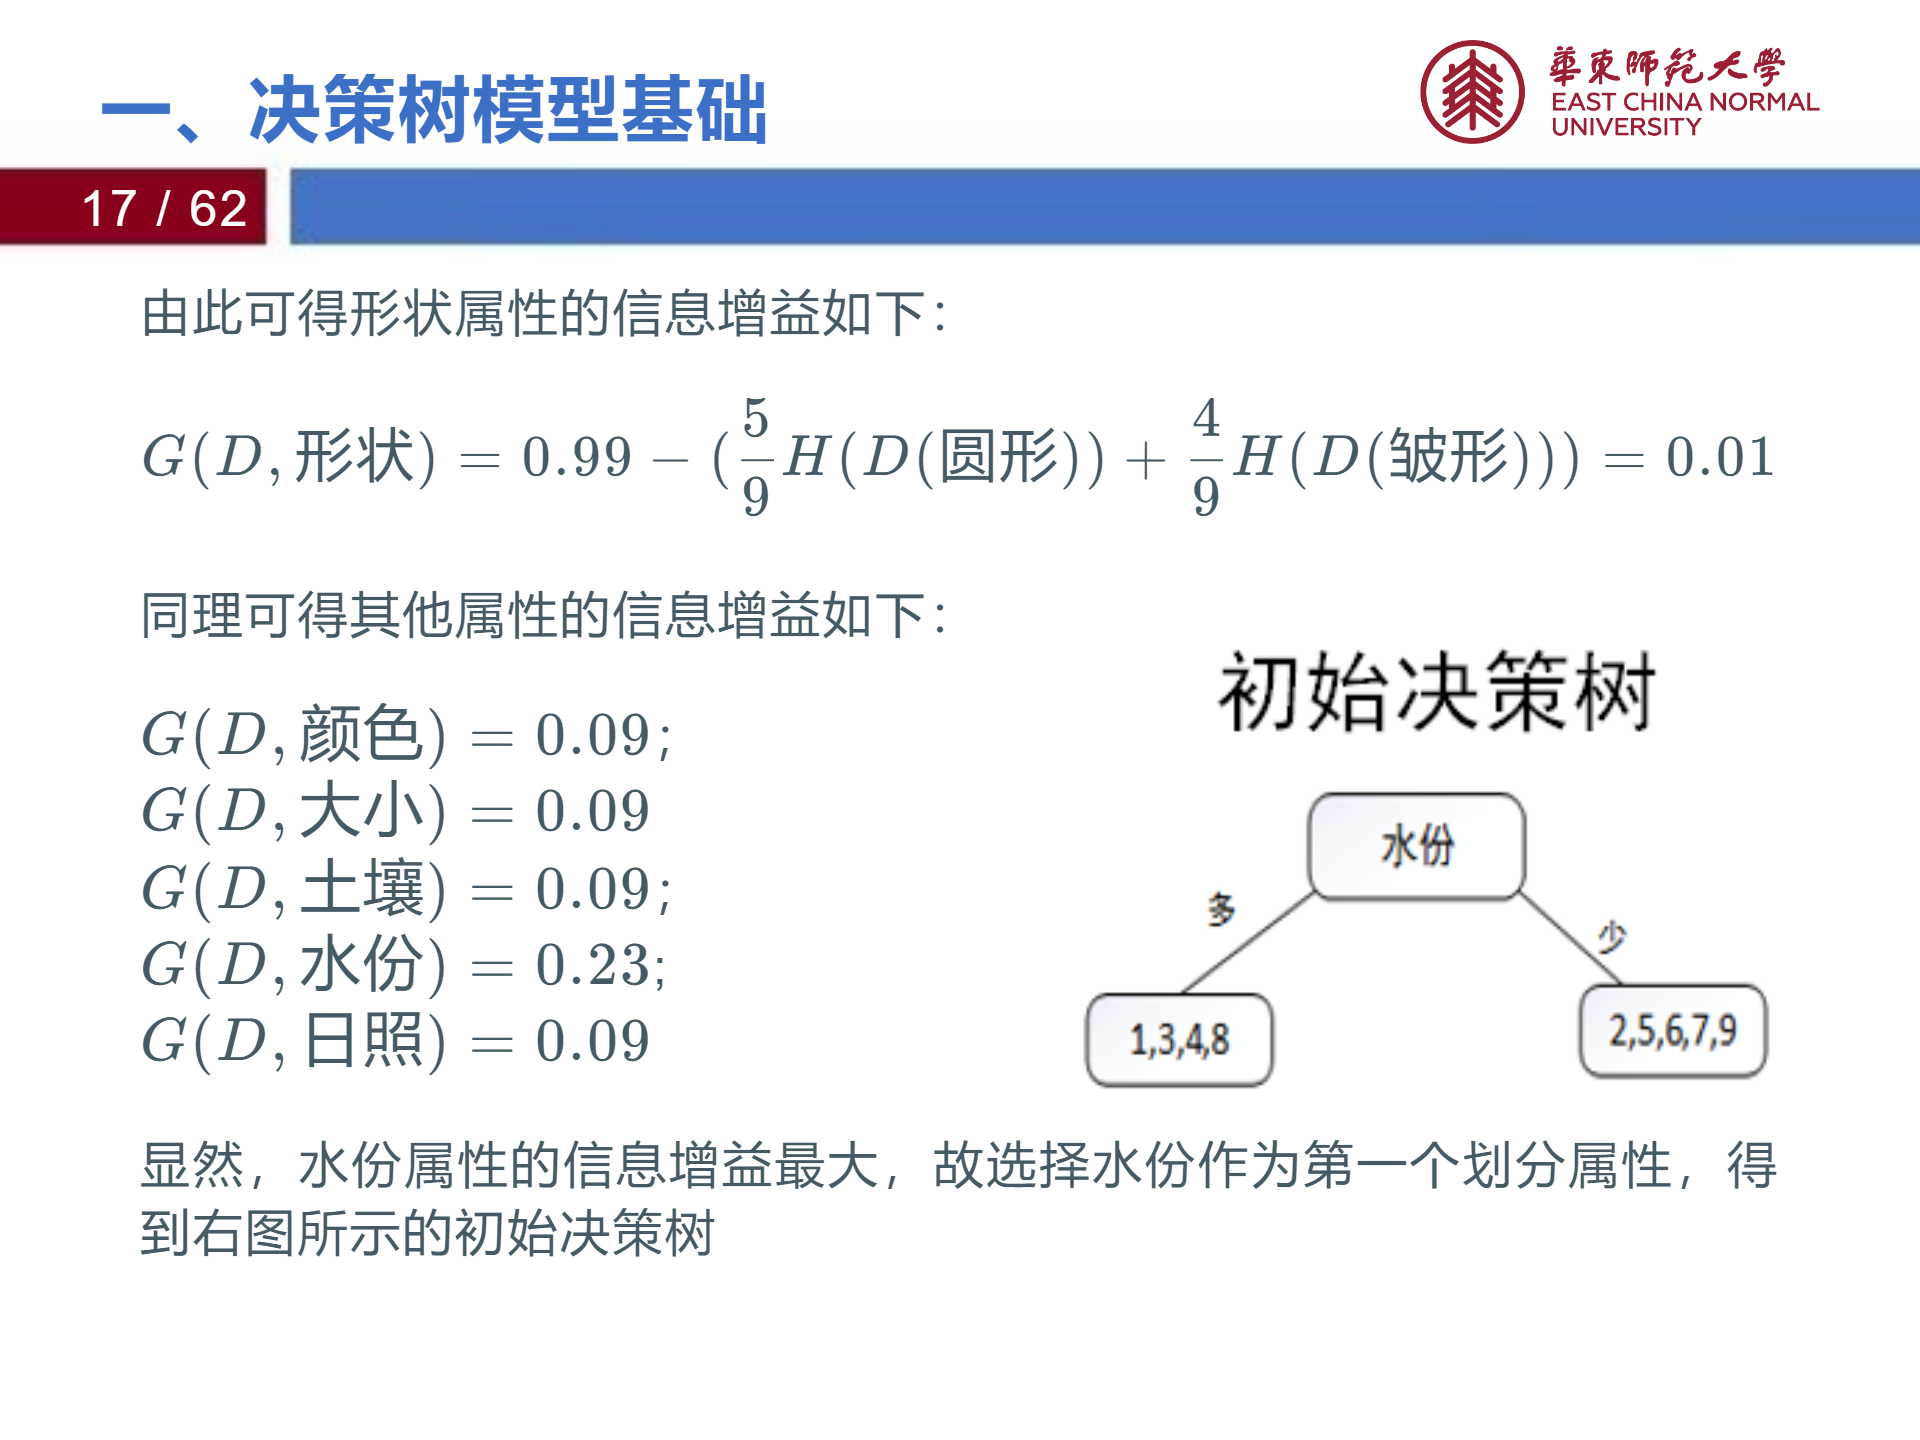 一、决策树模型基础
華東師範大學
EAST CHINA NORMAL
UNIVERSITY
17 / 62
由此可得形状属性的信息增益如下：
G(D,形状) = 0.99 − (5/9 H(D(圆形)) + 4/9 H(D(皱形))) = 0.01
同理可得其他属性的信息增益如下：
G(D,颜色) = 0.09;
G(D,大小) = 0.09
G(D,土壤) = 0.09;
G(D,水份) = 0.23;
G(D,日照) = 0.09
初始决策树
水份
多
少
1,3,4,8
2,5,6,7,9
显然，水份属性的信息增益最大，故选择水份作为第一个划分属性，得
到右图所示的初始决策树